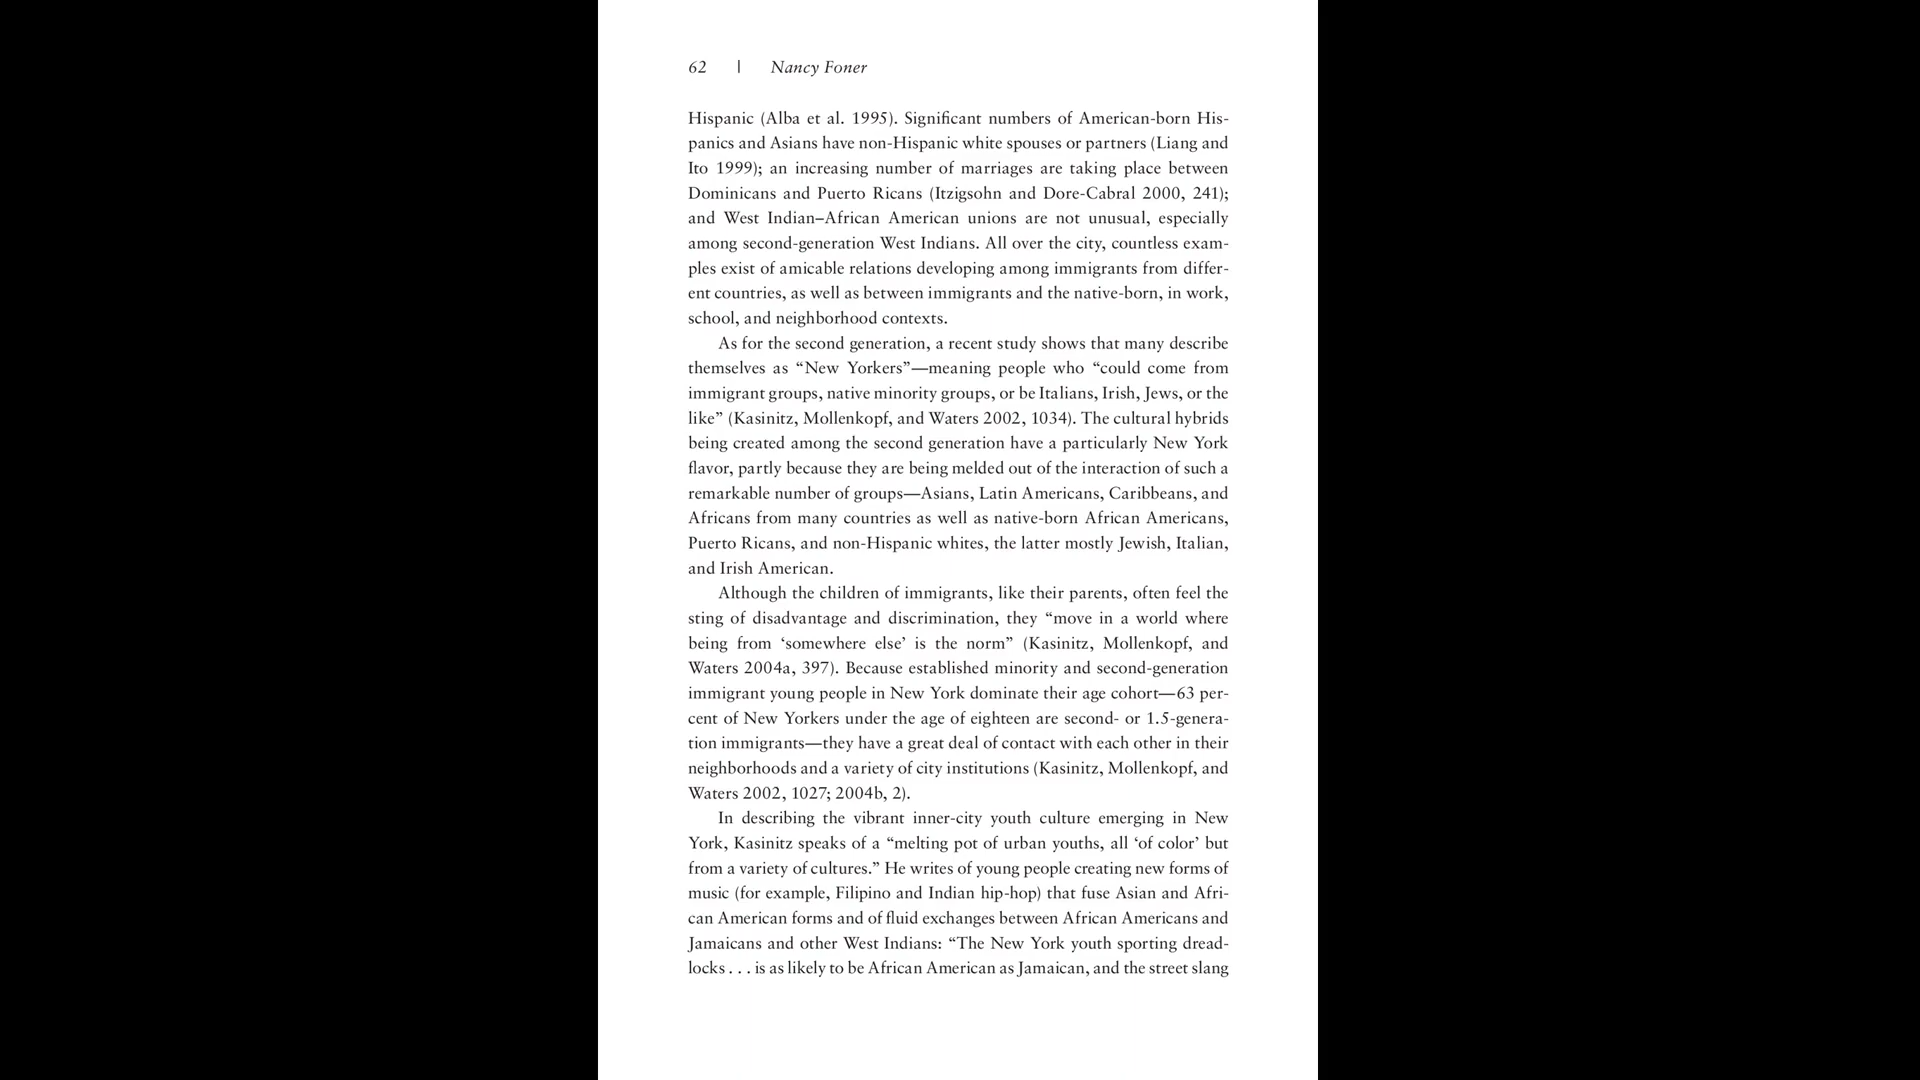 62 | Nancy Foner
Hispanic (Alba et al. 1995). Significant numbers of American-born His-
panics and Asians have non-Hispanic white spouses or partners (Liang and
Ito 1999); an increasing number of marriages are taking place between
Dominicans and Puerto Ricans (Itzigsohn and Dore-Cabral 2000, 241);
and West Indian–African American unions are not unusual, especially
among second-generation West Indians. All over the city, countless exam-
ples exist of amicable relations developing among immigrants from differ-
ent countries, as well as between immigrants and the native-born, in work,
school, and neighborhood contexts.
As for the second generation, a recent study shows that many describe
themselves as “New Yorkers”—meaning people who “could come from
immigrant groups, native minority groups, or be Italians, Irish, Jews, or the
like” (Kasinitz, Mollenkopf, and Waters 2002, 1034). The cultural hybrids
being created among the second generation have a particularly New York
flavor, partly because they are being melded out of the interaction of such a
remarkable number of groups—Asians, Latin Americans, Caribbeans, and
Africans from many countries as well as native-born African Americans,
Puerto Ricans, and non-Hispanic whites, the latter mostly Jewish, Italian,
and Irish American.
Although the children of immigrants, like their parents, often feel the
sting of disadvantage and discrimination, they “move in a world where
being from ‘somewhere else’ is the norm” (Kasinitz, Mollenkopf, and
Waters 2004a, 397). Because established minority and second-generation
immigrant young people in New York dominate their age cohort—63 per-
cent of New Yorkers under the age of eighteen are second- or 1.5-genera-
tion immigrants—they have a great deal of contact with each other in their
neighborhoods and a variety of city institutions (Kasinitz, Mollenkopf, and
Waters 2002, 1027; 2004b, 2).
In describing the vibrant inner-city youth culture emerging in New
York, Kasinitz speaks of a “melting pot of urban youths, all ‘of color’ but
from a variety of cultures.” He writes of young people creating new forms of
music (for example, Filipino and Indian hip-hop) that fuse Asian and Afri-
can American forms and of fluid exchanges between African Americans and
Jamaicans and other West Indians: “The New York youth sporting dread-
locks . . . is as likely to be African American as Jamaican, and the street slang